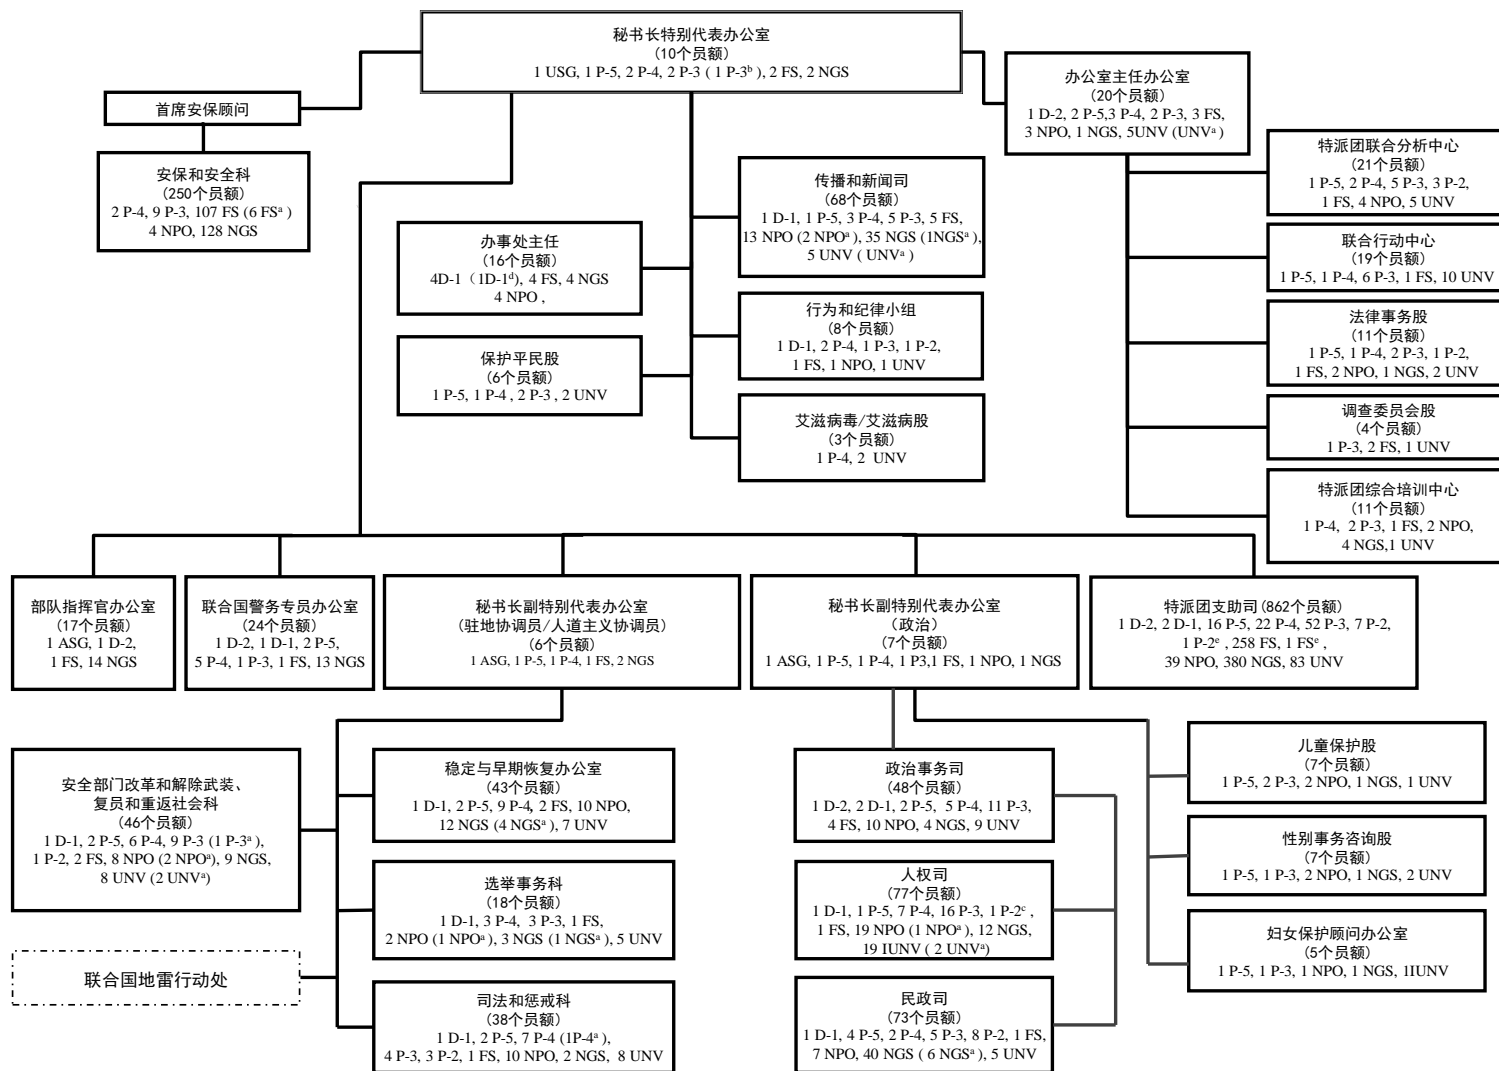 秘书长特别代表办公室
(10个员额)
1 USG, 1 P-5, 2 P-4, 2 P-3 ( 1 P-3ᵇ ), 2 FS, 2 NGS
首席安保顾问
安保和安全科
(250个员额)
2 P-4, 9 P-3, 107 FS (6 FSᵃ )
4 NPO, 128 NGS
办公室主任办公室
(20个员额)
1 D-2, 2 P-5,3 P-4, 2 P-3, 3 FS,
3 NPO, 1 NGS, 5UNV (UNVᵃ )
特派团联合分析中心
(21个员额)
1 P-5, 2 P-4, 5 P-3, 3 P-2,
1 FS, 4 NPO, 5 UNV
联合行动中心
(19个员额)
1 P-5, 1 P-4, 6 P-3, 1 FS, 10 UNV
法律事务股
(11个员额)
1 P-5, 1 P-4, 2 P-3, 1 P-2,
1 FS, 2 NPO, 1 NGS, 2 UNV
调查委员会股
(4个员额)
1 P-3, 2 FS, 1 UNV
特派团综合培训中心
(11个员额)
1 P-4, 2 P-3, 1 FS, 2 NPO,
4 NGS,1 UNV
传播和新闻司
(68个员额)
1 D-1, 1 P-5, 3 P-4, 5 P-3, 5 FS,
13 NPO (2 NPOᵃ ), 35 NGS (1NGSᵃ ),
5 UNV ( UNVᵃ )
办事处主任
(16个员额)
4D-1（1D-1ᵈ), 4 FS, 4 NGS
4 NPO ,
行为和纪律小组
(8个员额)
1 D-1, 2 P-4, 1 P-3, 1 P-2,
1 FS, 1 NPO, 1 UNV
保护平民股
(6个员额)
1 P-5, 1 P-4 , 2 P-3 , 2 UNV
艾滋病毒/艾滋病股
(3个员额)
1 P-4, 2 UNV
部队指挥官办公室
(17个员额)
1 ASG, 1 D-2,
1 FS, 14 NGS
联合国警务专员办公室
(24个员额)
1 D-2, 1 D-1, 2 P-5,
5 P-4, 1 P-3, 1 FS, 13 NGS
秘书长副特别代表办公室
(驻地协调员/人道主义协调员)
(6个员额)
1 ASG, 1 P-5, 1 P-4, 1 FS, 2 NGS
秘书长副特别代表办公室
(政治)
(7个员额)
1 ASG, 1 P-5, 1 P-4, 1 P3,1 FS, 1 NPO, 1 NGS
特派团支助司(862个员额)
1 D-2, 2 D-1, 16 P-5, 22 P-4, 52 P-3, 7 P-2,
1 P-2ᵉ , 258 FS, 1 FSᵉ ,
39 NPO, 380 NGS, 83 UNV
安全部门改革和解除武装、
复员和重返社会科
(46个员额)
1 D-1, 2 P-5, 6 P-4, 9 P-3 (1 P-3ᵃ ),
1 P-2, 2 FS, 8 NPO (2 NPOᵃ), 9 NGS,
8 UNV (2 UNVᵃ)
稳定与早期恢复办公室
(43个员额)
1 D-1, 2 P-5, 9 P-4, 2 FS, 10 NPO,
12 NGS (4 NGSᵃ ), 7 UNV
选举事务科
(18个员额)
1 D-1, 3 P-4, 3 P-3, 1 FS,
2 NPO (1 NPOᵃ ), 3 NGS (1 NGSᵃ ), 5 UNV
联合国地雷行动处
司法和惩戒科
(38个员额)
1 D-1, 2 P-5, 7 P-4 (1P-4ᵃ ),
4 P-3, 3 P-2, 1 FS, 10 NPO, 2 NGS, 8 UNV
政治事务司
(48个员额)
1 D-2, 2 D-1, 2 P-5, 5 P-4, 11 P-3,
4 FS, 10 NPO, 4 NGS, 9 UNV
人权司
(77个员额)
1 D-1, 1 P-5, 7 P-4, 16 P-3, 1 P-2ᶜ ,
1 FS, 19 NPO (1 NPOᵃ ), 12 NGS,
19 IUNV ( 2 UNVᵃ)
民政司
(73个员额)
1 D-1, 4 P-5, 2 P-4, 5 P-3, 8 P-2, 1 FS,
7 NPO, 40 NGS ( 6 NGSᵃ ), 5 UNV
儿童保护股
(7个员额)
1 P-5, 2 P-3, 2 NPO, 1 NGS, 1 UNV
性别事务咨询股
(7个员额)
1 P-5, 1 P-3, 2 NPO, 1 NGS, 2 UNV
妇女保护顾问办公室
(5个员额)
1 P-5, 1 P-3, 1 NPO, 1 NGS, 1IUNV